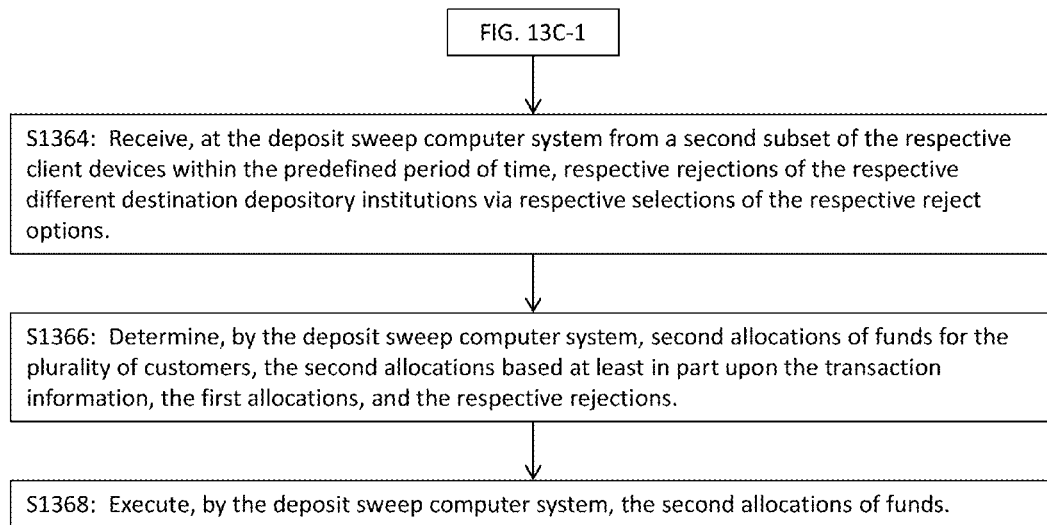 FIG. 13C-1
S1364: Receive, at the deposit sweep computer system from a second subset of the respective
client devices within the predefined period of time, respective rejections of the respective
different destination depository institutions via respective selections of the respective reject
options.
S1366: Determine, by the deposit sweep computer system, second allocations of funds for the
plurality of customers, the second allocations based at least in part upon the transaction
information, the first allocations, and the respective rejections.
S1368: Execute, by the deposit sweep computer system, the second allocations of funds.